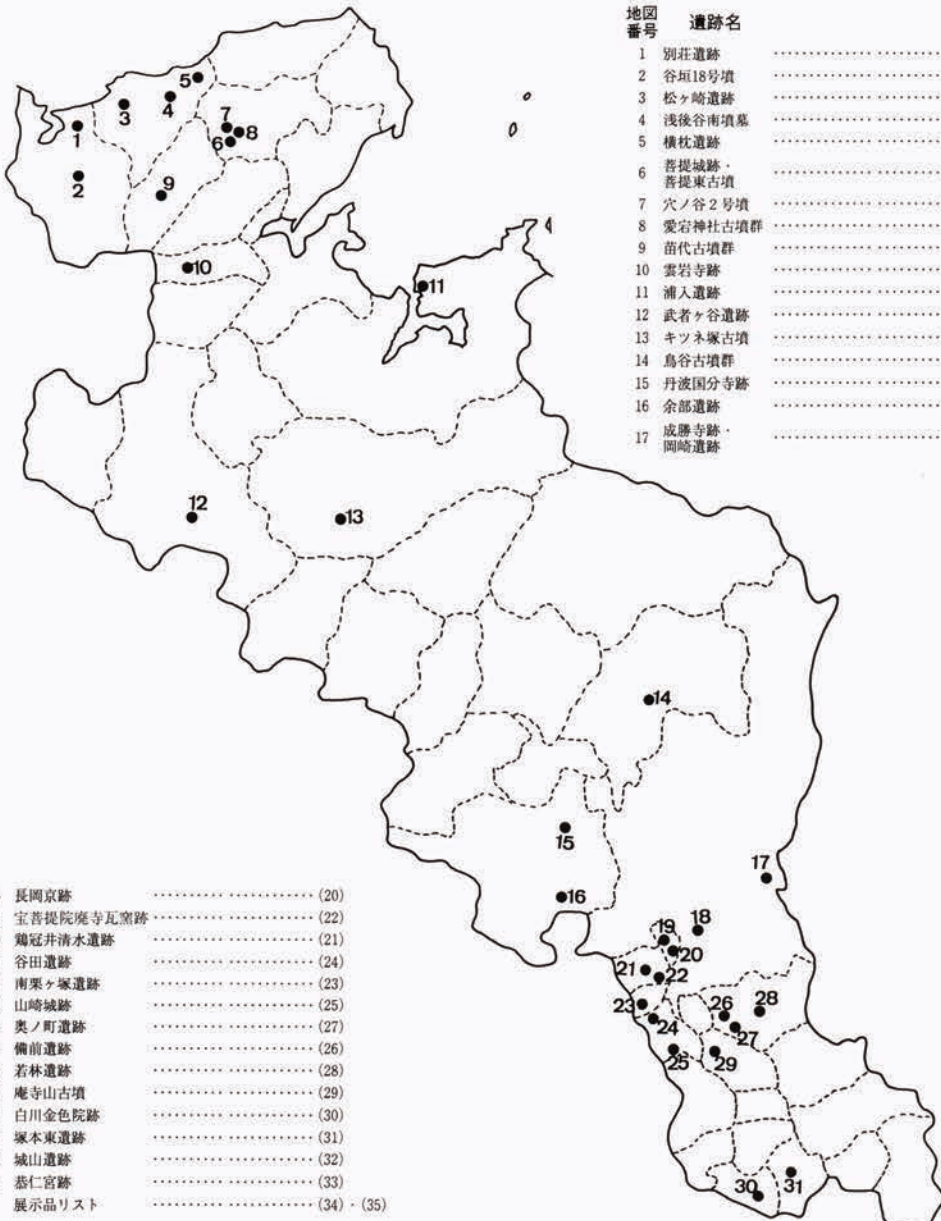 地図番号 遺跡名
1 別荘遺跡 ………… …………
2 谷垣18号墳 ………… …………
3 松ヶ崎遺跡 ………… …………
4 浅後谷南墳墓 ………… …………
5 横枕遺跡 ………… …………
6 菩提城跡・菩提東古墳 ………… …………
7 穴ノ谷2号墳 ………… …………
8 愛宕神社古墳群 ………… …………
9 苗代古墳群 ………… …………
10 雲岩寺跡 ………… …………
11 浦入遺跡 ………… …………
12 武者ヶ谷遺跡 ………… …………
13 キツネ塚古墳 ………… …………
14 鳥谷古墳群 ………… …………
15 丹波国分寺跡 ………… …………
16 余部遺跡 ………… …………
17 成勝寺跡・岡崎遺跡 ………… …………
5
4
3
1
7
8
6
2
9
10
11
12
13
14
15
16
17
18
19
20
21
22
23
24
25
26
27
28
29
30
31
長岡京跡 ………… …………(20)
宝菩提院廃寺瓦窯跡 ………… …………(22)
鶏冠井清水遺跡 ………… …………(21)
谷田遺跡 ………… …………(24)
南栗ヶ塚遺跡 ………… …………(23)
山崎城跡 ………… …………(25)
奥ノ町遺跡 ………… …………(27)
備前遺跡 ………… …………(26)
若林遺跡 ………… …………(28)
庵寺山古墳 ………… …………(29)
白川金色院跡 ………… …………(30)
塚本東遺跡 ………… …………(31)
城山遺跡 ………… …………(32)
恭仁宮跡 ………… …………(33)
展示品リスト ………… …………(34)・(35)